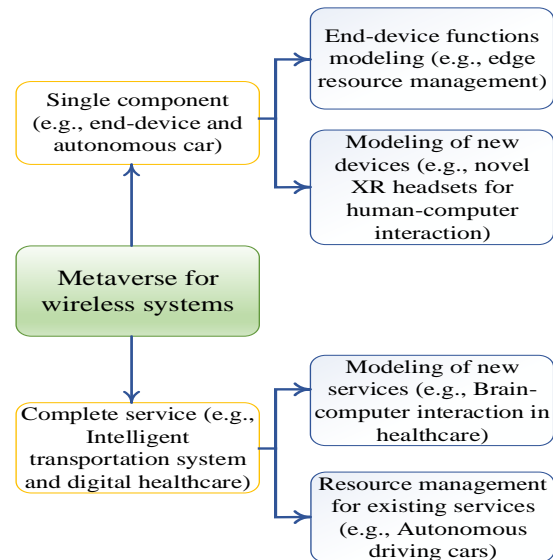 End-device functions
modeling (e.g., edge
resource management)
Single component
(e.g., end-device and
autonomous car)
Modeling of new
devices (e.g., novel
XR headsets for
human-computer
interaction)
Metaverse for
wireless systems
Modeling of new
services (e.g., Brain-
computer interaction in
healthcare)
Complete service (e.g.,
Intelligent
transportation system
and digital healthcare)
Resource management
for existing services
(e.g., Autonomous
driving cars)